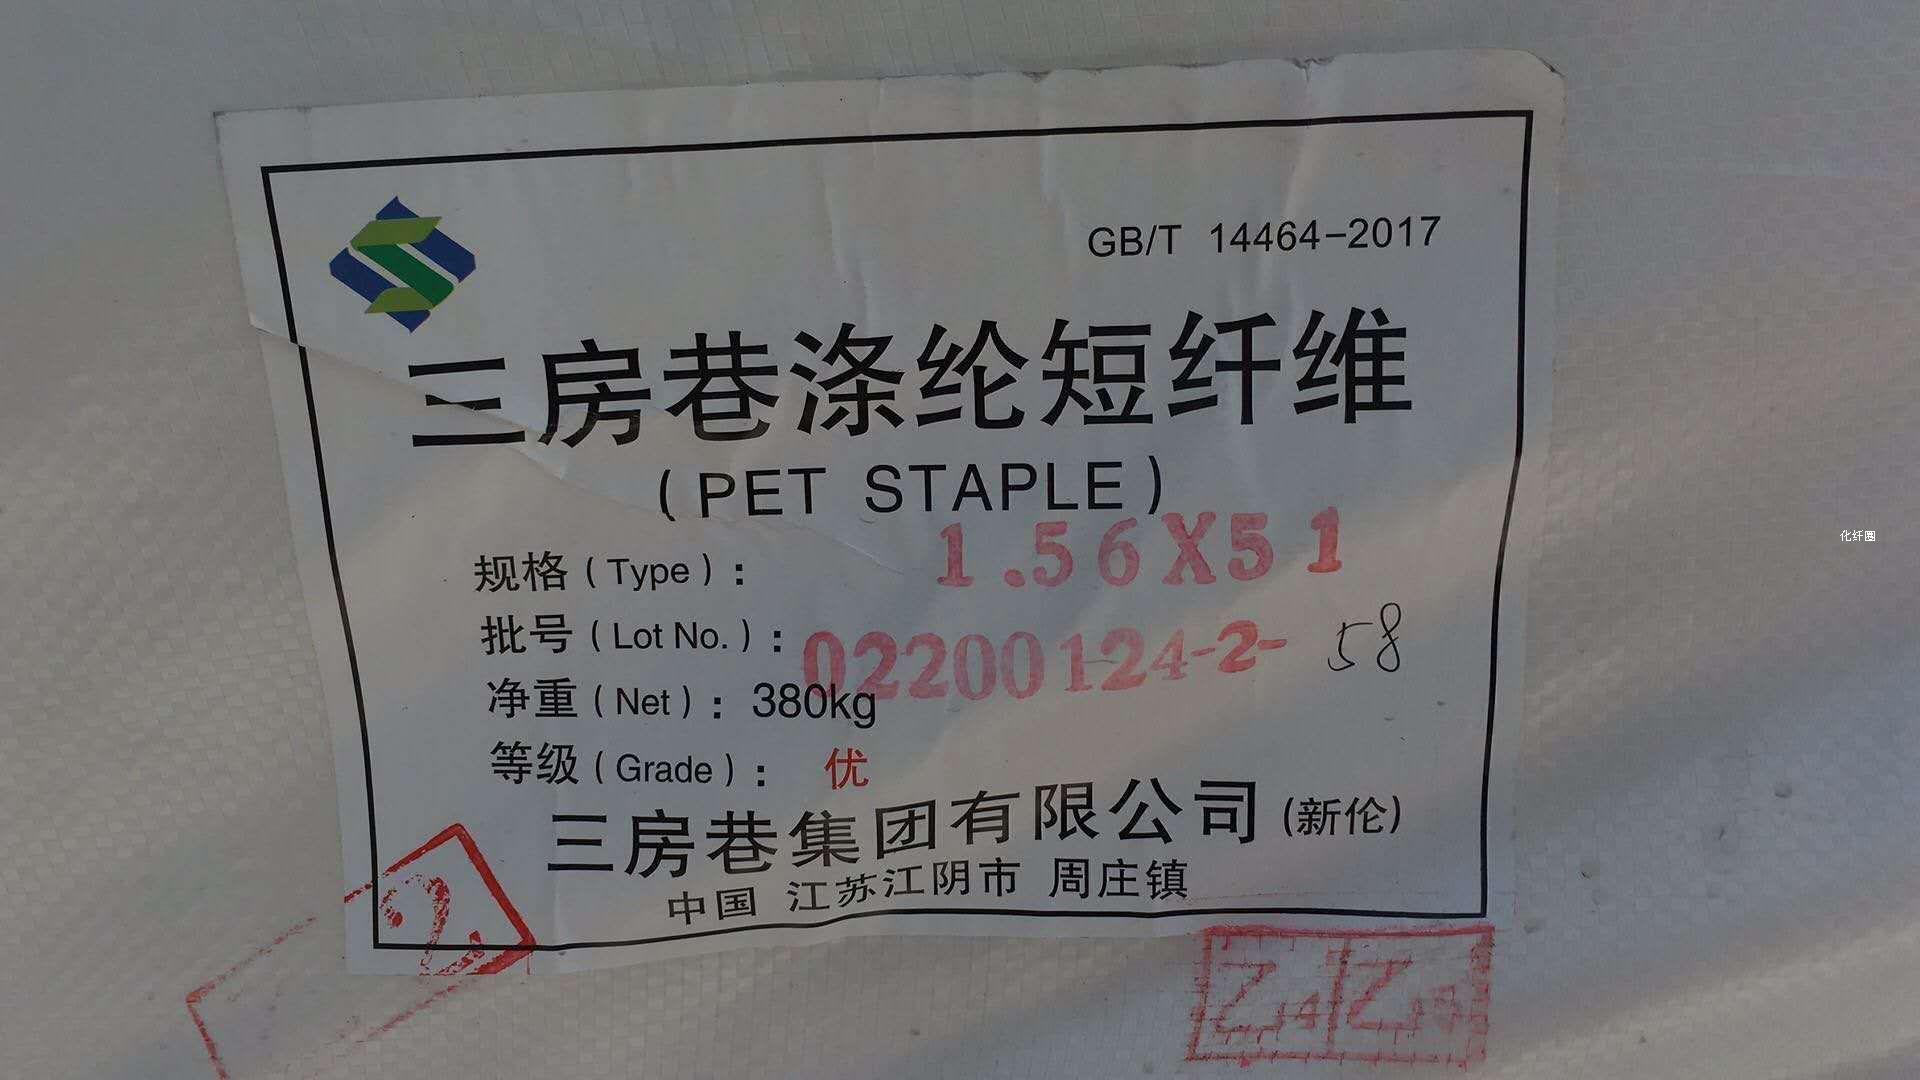 GB/T 14464-2017
三房巷涤纶短纤维
(PET STAPLE)
规格(Type): 1.56X51
批号(Lot No.): 02200124-2-58
净重(Net): 380kg
等级(Grade): 优
三房巷集团有限公司(新伦)
中国 江苏江阴市 周庄镇
2
化纤圈